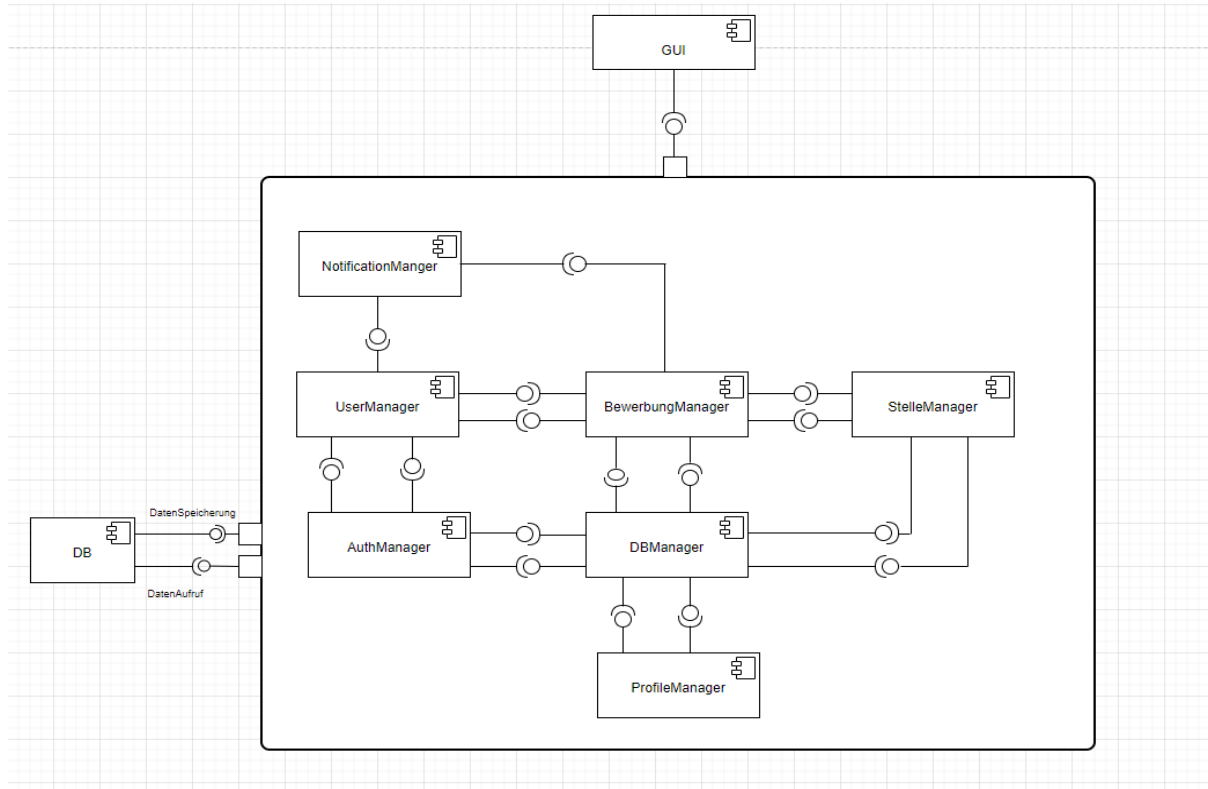 GUI
NotificationManger
UserManager
BewerbungManager
StelleManager
DatenSpeicherung
DB
AuthManager
DBManager
DatenAufruf
ProfileManager